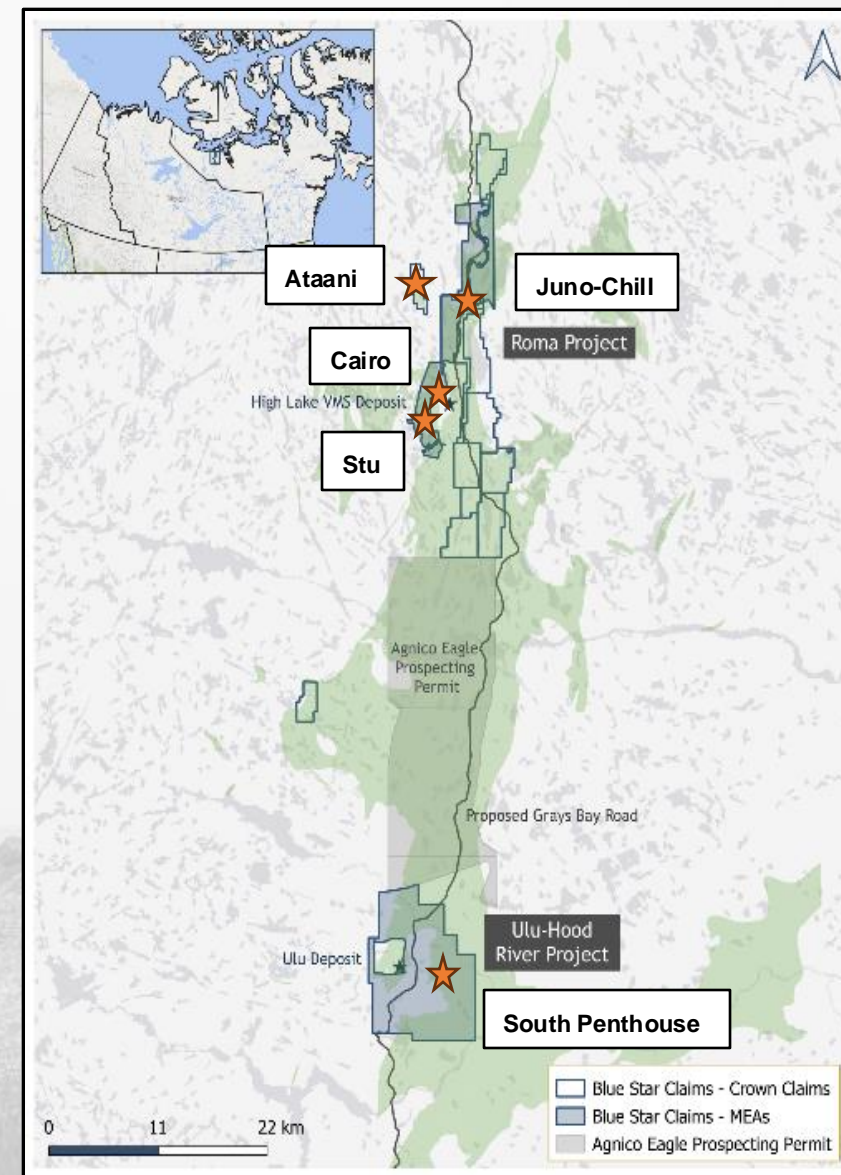 Ataani
Juno-Chill
Roma Project
Cairo
High Lake VMS Deposit
Stu
Agnico Eagle
Prospecting
Permit
Proposed Grays Bay Road
Ulu Deposit
Ulu-Hood
River Project
South Penthouse
Blue Star Claims - Crown Claims
Blue Star Claims - MEAs
Agnico Eagle Prospecting Permit
0 11 22 km